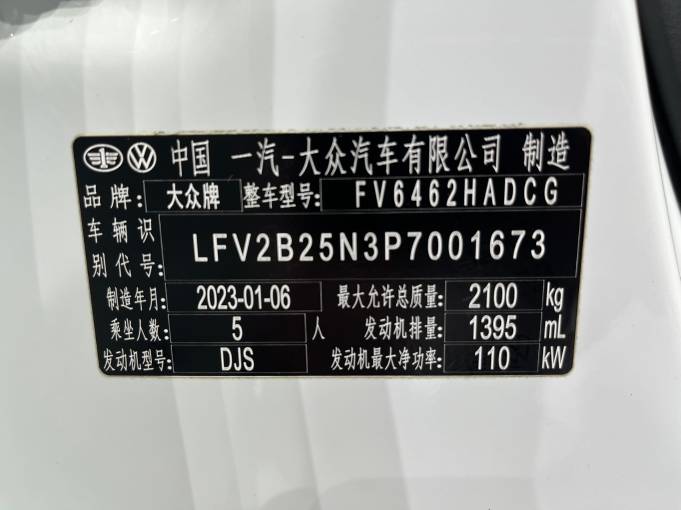 中国 一汽-大众汽车有限公司 制造
品牌: 大众牌 整车型号: FV6462HADCG
车辆识别代号: LFV2B25N3P7001673
制造年月: 2023-01-06 最大允许总质量: 2100 kg
乘坐人数: 5 人 发动机排量: 1395 mL
发动机型号: DJS 发动机最大净功率: 110 kW